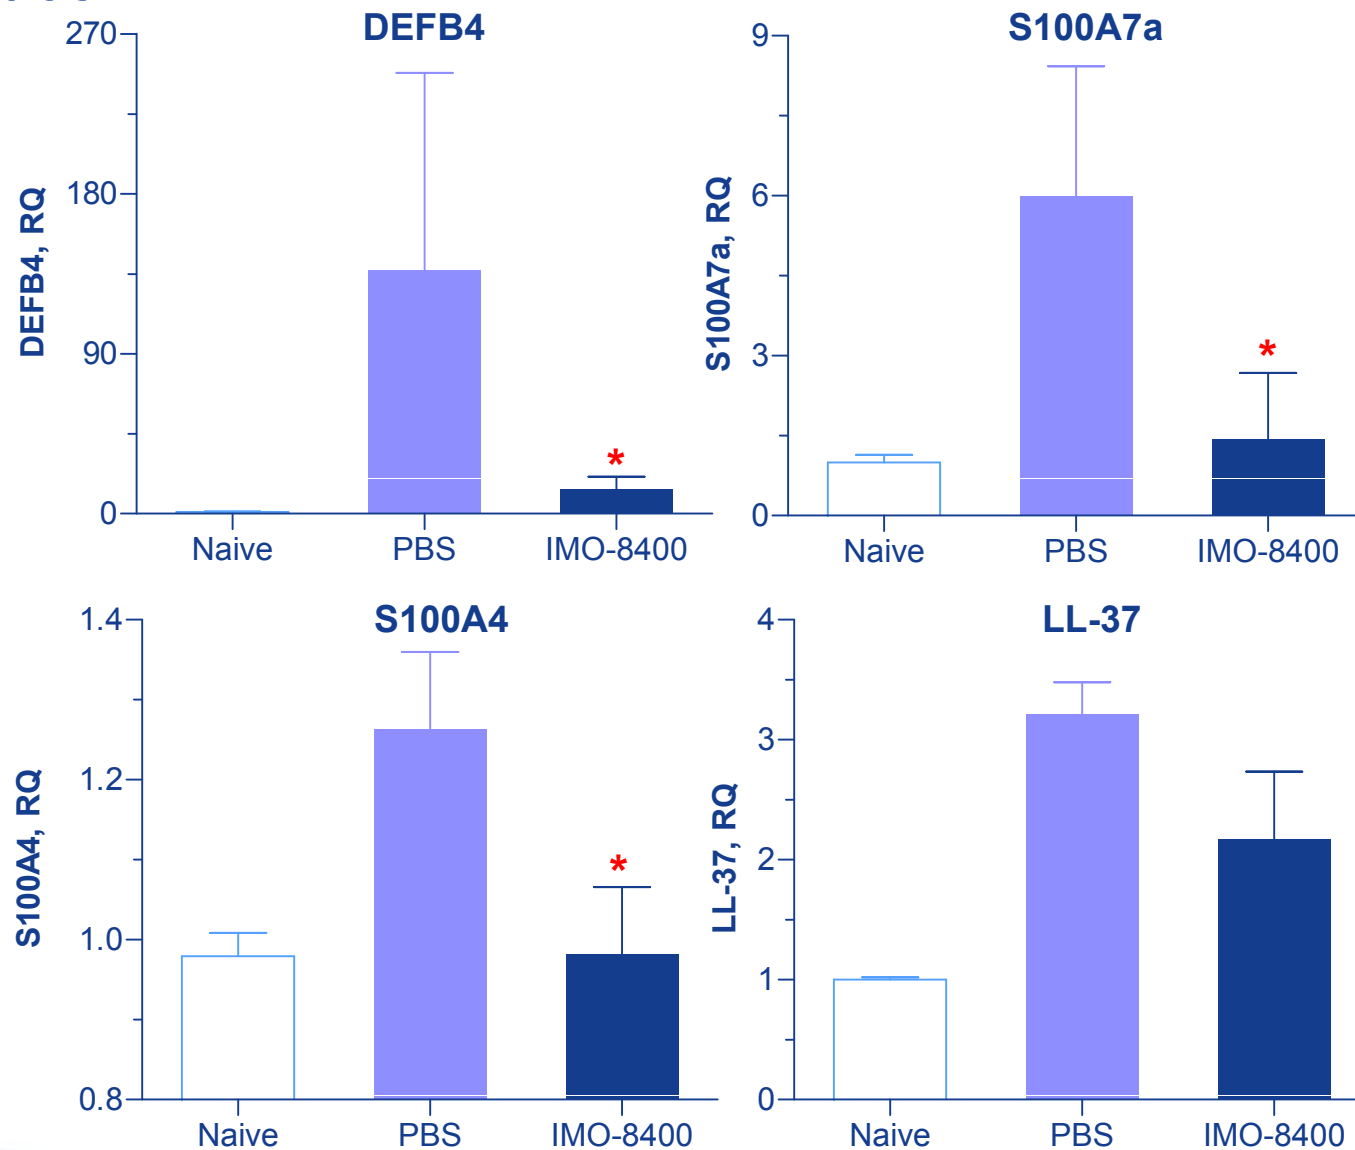 DEFB4
270
180
90
0
DEFB4, RQ
*
Naive PBS IMO-8400
S100A7a
9
6
3
0
S100A7a, RQ
*
Naive PBS IMO-8400
S100A4
1.4
1.2
1.0
0.8
S100A4, RQ
*
Naive PBS IMO-8400
LL-37
4
3
2
1
0
LL-37, RQ
Naive PBS IMO-8400